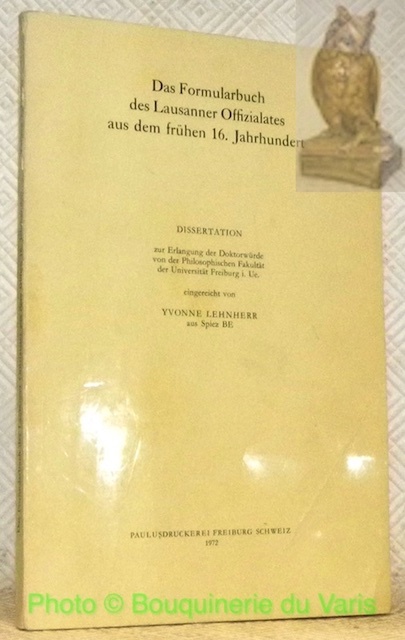 Das Formularbuch
des Lausanner Offizialates
aus dem frühen 16. Jahrhundert
DISSERTATION
zur Erlangung der Doktorwürde
von der Philosophischen Fakultät
der Universität Freiburg i. Ue.
eingereicht von
YVONNE LEHNHERR
aus Spiez BE
PAULUSDRUCKEREI FREIBURG SCHWEIZ
1972
Photo © Bouquinerie du Varis